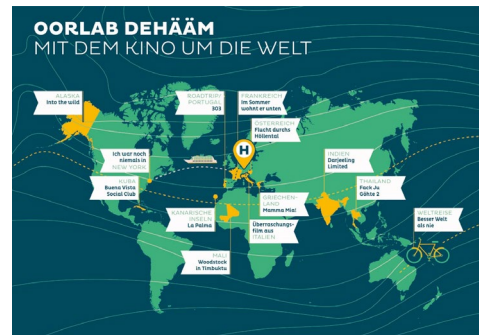 OORLAB DEHÄÄM
MIT DEM KINO UM DIE WELT
ALASKA
Into the wild
ROADTRIP/
PORTUGAL
303
FRANKREICH
Im Sommer
wohnt er unten
ÖSTERREICH
Flucht durchs
Höllental
H
Ich war noch
niemals in
NEW YORK
INDIEN
Darjeeling
Limited
KUBA
Buena Vista
Social Club
THAILAND
Fack Ju
Göhte 2
GRIECHEN-
LAND
Mamma Mia!
KANARISCHE
INSELN
La Palma
WELTREISE
Besser Welt
als nie
Überraschungs-
film aus
ITALIEN
MALI
Woodstock
in Timbuktu